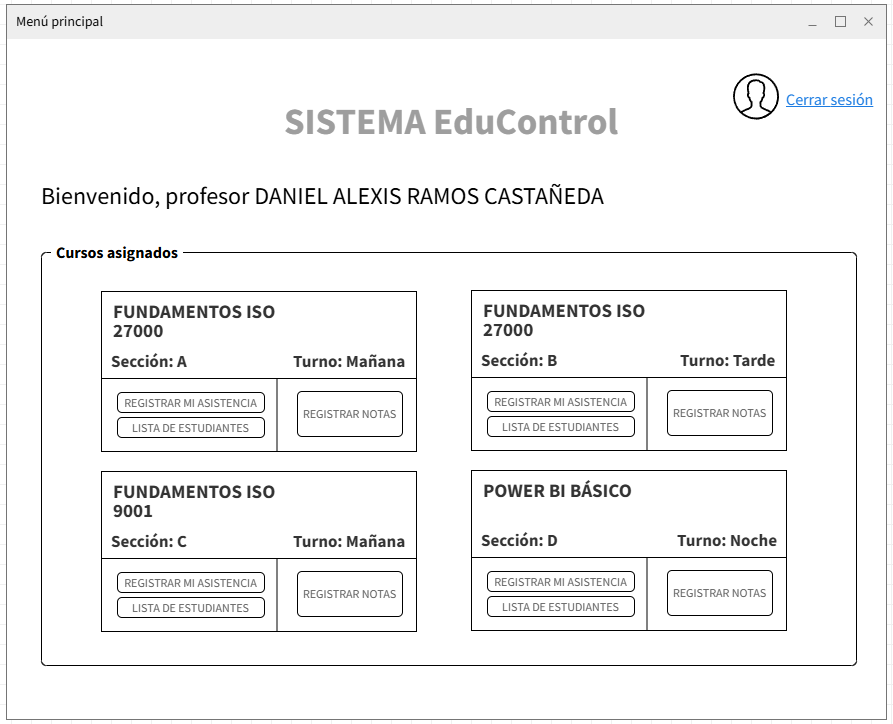 Menú principal
Cerrar sesión
SISTEMA EduControl
Bienvenido, profesor DANIEL ALEXIS RAMOS CASTAÑEDA
Cursos asignados
FUNDAMENTOS ISO
27000
Sección: A
Turno: Mañana
REGISTRAR MI ASISTENCIA
LISTA DE ESTUDIANTES
REGISTRAR NOTAS
FUNDAMENTOS ISO
27000
Sección: B
Turno: Tarde
REGISTRAR MI ASISTENCIA
LISTA DE ESTUDIANTES
REGISTRAR NOTAS
FUNDAMENTOS ISO
9001
Sección: C
Turno: Mañana
REGISTRAR MI ASISTENCIA
LISTA DE ESTUDIANTES
REGISTRAR NOTAS
POWER BI BÁSICO
Sección: D
Turno: Noche
REGISTRAR MI ASISTENCIA
LISTA DE ESTUDIANTES
REGISTRAR NOTAS